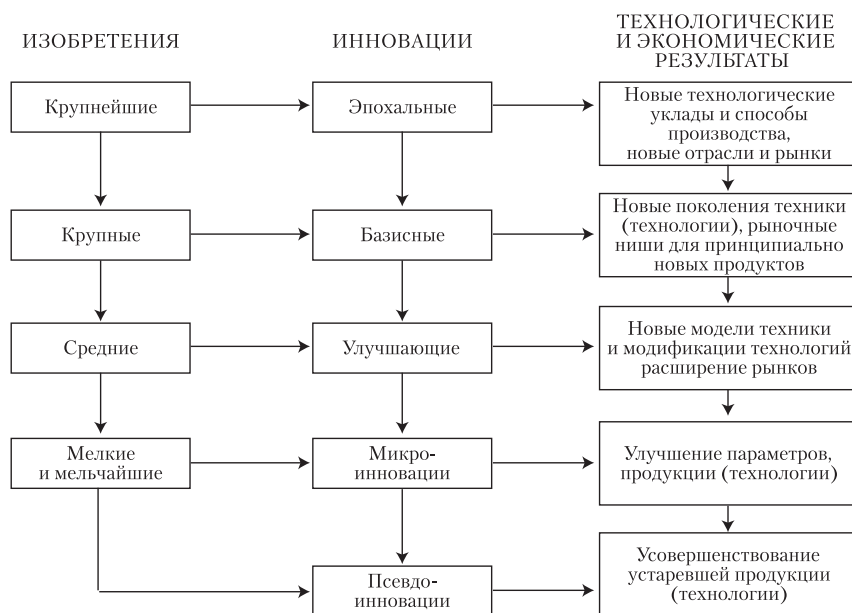 ИЗОБРЕТЕНИЯ
ИННОВАЦИИ
ТЕХНОЛОГИЧЕСКИЕ
И ЭКОНОМИЧЕСКИЕ
РЕЗУЛЬТАТЫ
Крупнейшие
Эпохальные
Новые технологические
уклады и способы
производства,
новые отрасли и рынки
Крупные
Базисные
Новые поколения техники
(технологии), рыночные
ниши для принципиально
новых продуктов
Средние
Улучшающие
Новые модели техники
и модификации технологий
расширение рынков
Мелкие
и мельчайшие
Микро-
инновации
Улучшение параметров,
продукции (технологии)
Псевдо-
инновации
Усовершенствование
устаревшей продукции
(технологии)